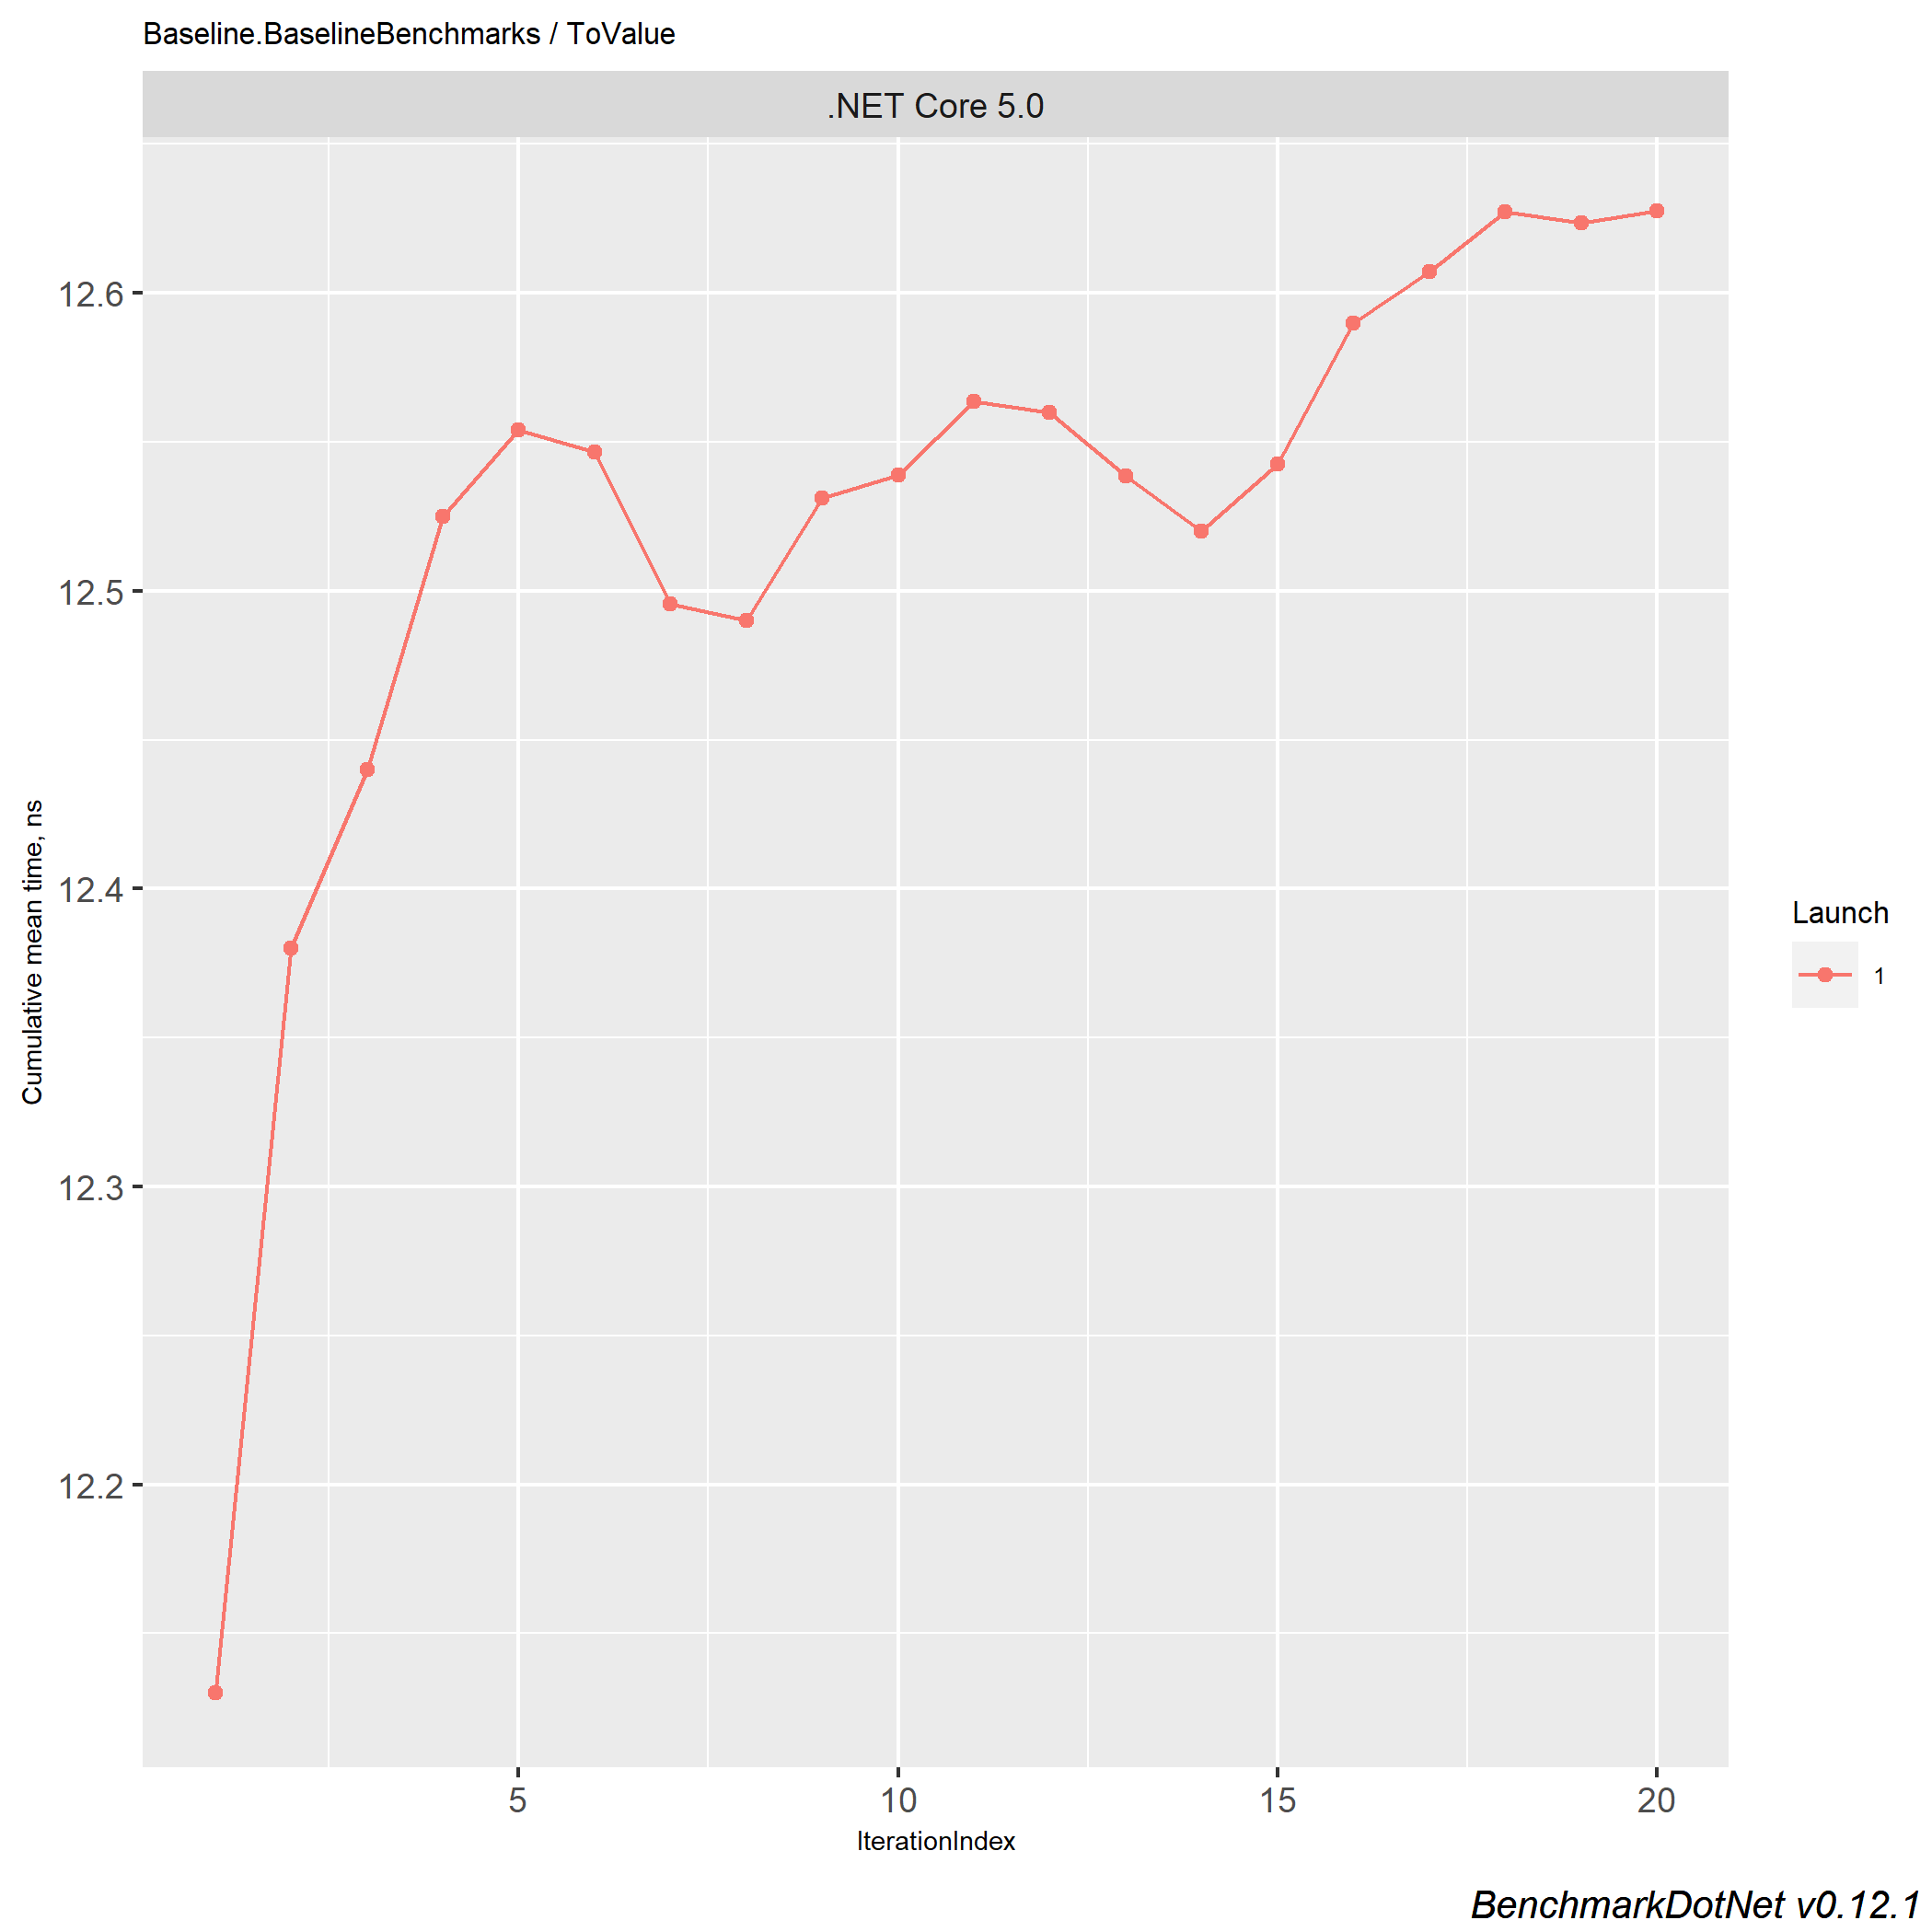 Baseline.BaselineBenchmarks / ToValue
.NET Core 5.0
12.6
12.5
12.4
12.3
12.2
Cumulative mean time, ns
5 10 15 20
IterationIndex
Launch
1
BenchmarkDotNet v0.12.1